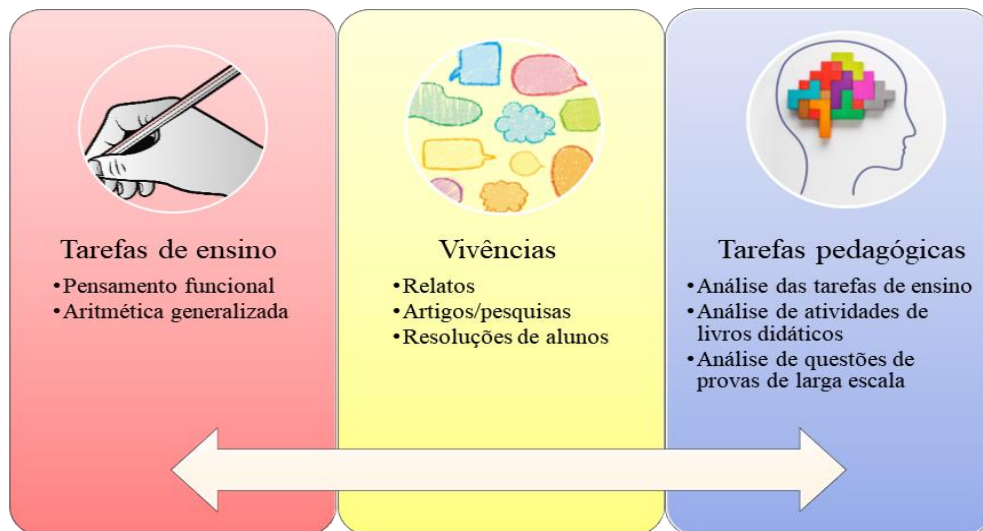 Tarefas de ensino
•Pensamento funcional
•Aritmética generalizada
Vivências
•Relatos
•Artigos/pesquisas
•Resoluções de alunos
Tarefas pedagógicas
•Análise das tarefas de ensino
•Análise de atividades de
livros didáticos
•Análise de questões de
provas de larga escala